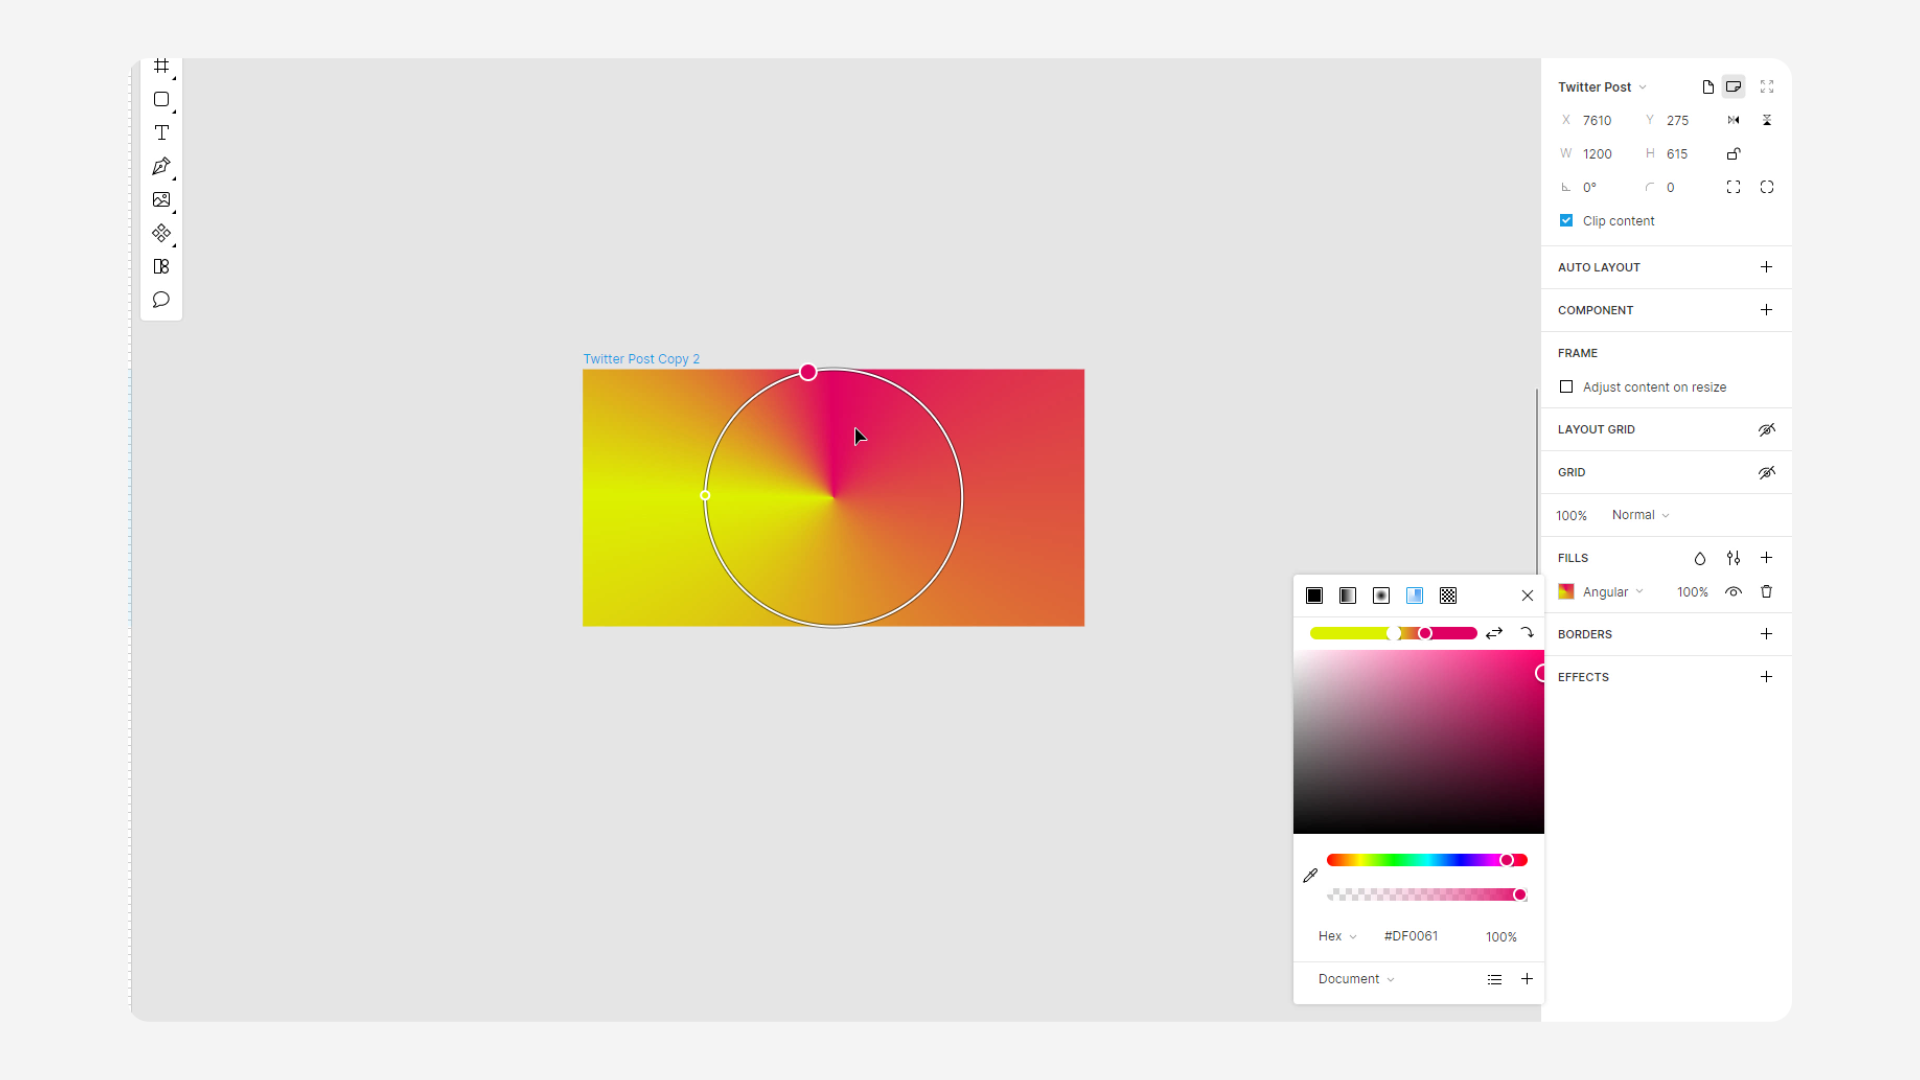 Twitter Post
X 7610 Y 275
W 1200 H 615
0° 0
Clip content
AUTO LAYOUT
COMPONENT
FRAME
Adjust content on resize
LAYOUT GRID
GRID
100% Normal
FILLS
Angular 100%
BORDERS
EFFECTS
Twitter Post Copy 2
Hex #DF0061 100%
Document